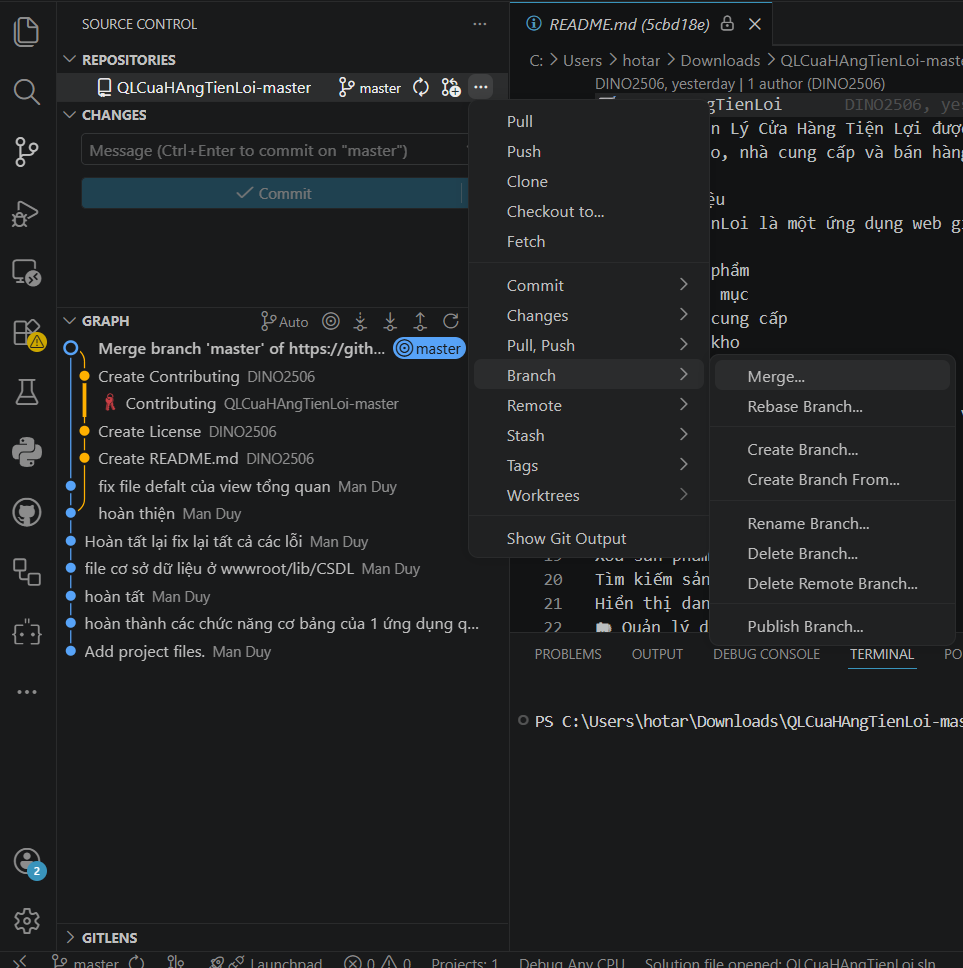 SOURCE CONTROL
REPOSITORIES
QLCuaHAngTienLoi-master master
CHANGES
Message (Ctrl+Enter to commit on "master")
Commit
GRAPH Auto
Merge branch 'master' of https://gith... master
Create Contributing DINO2506
Contributing QLCuaHAngTienLoi-master
Create License DINO2506
Create README.md DINO2506
fix file defalt của view tổng quan Man Duy
hoàn thiện Man Duy
Hoàn tất lại fix lại tất cả các lỗi Man Duy
file cơ sở dữ liệu ở wwwroot/lib/CSDL Man Duy
hoàn tất Man Duy
hoàn thành các chức năng cơ bảng của 1 ứng dụng q...
Add project files. Man Duy
GITLENS
2
Pull
Push
Clone
Checkout to...
Fetch
Commit
Changes
Pull, Push
Branch
Remote
Stash
Tags
Worktrees
Show Git Output
Merge...
Rebase Branch...
Create Branch...
Create Branch From...
Rename Branch...
Delete Branch...
Delete Remote Branch...
Publish Branch...
README.md (5cbd18e)
C: > Users > hotar > Downloads > QLCuaHAngTienLoi-maste
DINO2506, yesterday | 1 author (DINO2506)
gTienLoi DINO2506, yes
n Lý Cửa Hàng Tiện Lợi được
o, nhà cung cấp và bán hàng
ệu
nLoi là một ứng dụng web gi
phẩm
mục
cung cấp
kho
19 Xóa sản phẩm
20 Tìm kiếm sản
21 Hiển thị dan
22 Quản lý d
PROBLEMS OUTPUT DEBUG CONSOLE TERMINAL PO
PS C:\Users\hotar\Downloads\QLCuaHAngTienLoi-mas
master Launchpad 0 0 Projects: 1 Debug Any CPU Solution file opened: QLCuaHAngTienLoi.sln